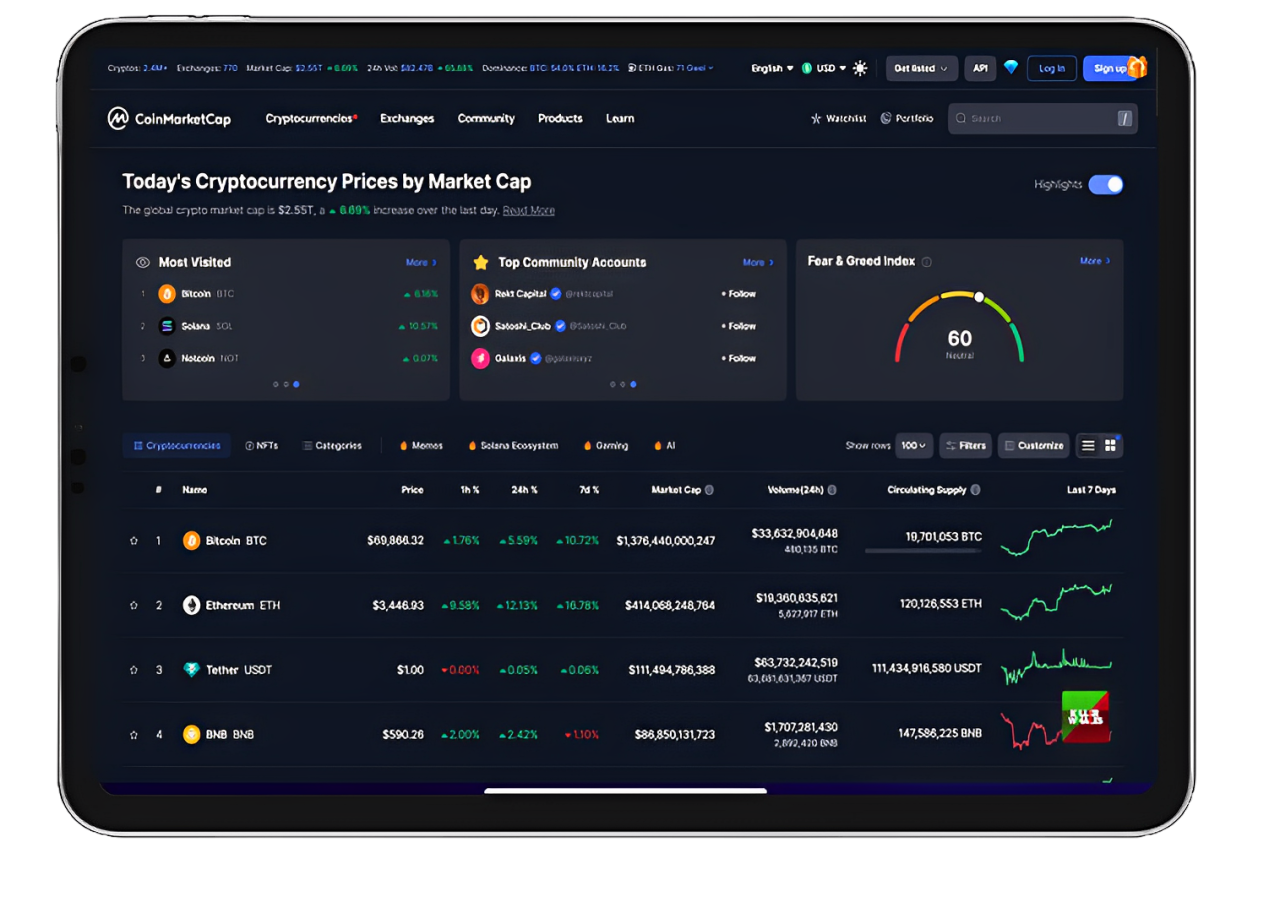 Cryptos: 2.4M+ Exchanges: 770 Market Cap: $2.55T 6.69% 24h Vol: $82.47B 65.68% Dominance: BTC: 54.0% ETH: 16.2% ETH Gas: 71 Gwei
English USD Get listed API Log In Sign up
CoinMarketCap Cryptocurrencies Exchanges Community Products Learn Watchlist Portfolio Search /
Today's Cryptocurrency Prices by Market Cap
Highlights
The global crypto market cap is $2.55T, a 6.69% increase over the last day. Read More
Most Visited More >
1 Bitcoin BTC 6.16%
2 Solana SOL 10.57%
3 Notcoin NOT 0.07%
Top Community Accounts More >
Rekt Capital @rektcapital • Follow
Satoshi_Club @Satoshi_Club • Follow
Galaxis • Follow
Fear & Greed Index More >
60
Neutral
Cryptocurrencies NFTs Categories Memes Solana Ecosystem Gaming AI Show rows 100 Filters Customize
# Name Price 1h % 24h % 7d % Market Cap Volume(24h) Circulating Supply Last 7 Days
1 Bitcoin BTC $69,866.32 1.76% 5.59% 10.72% $1,376,440,000,247 $33,632,904,648 19,701,053 BTC
480,135 BTC
2 Ethereum ETH $3,446.93 9.58% 12.13% 16.78% $414,068,248,764 $19,360,635,621 120,126,553 ETH
5,627,917 ETH
3 Tether USDT $1.00 0.00% 0.05% 0.06% $111,494,786,388 $63,732,242,519 111,434,916,580 USDT
63,681,631,367 USDT
4 BNB BNB $590.26 2.00% 2.42% 1.10% $86,850,131,723 $1,707,281,430 147,586,225 BNB
2,892,420 BNB